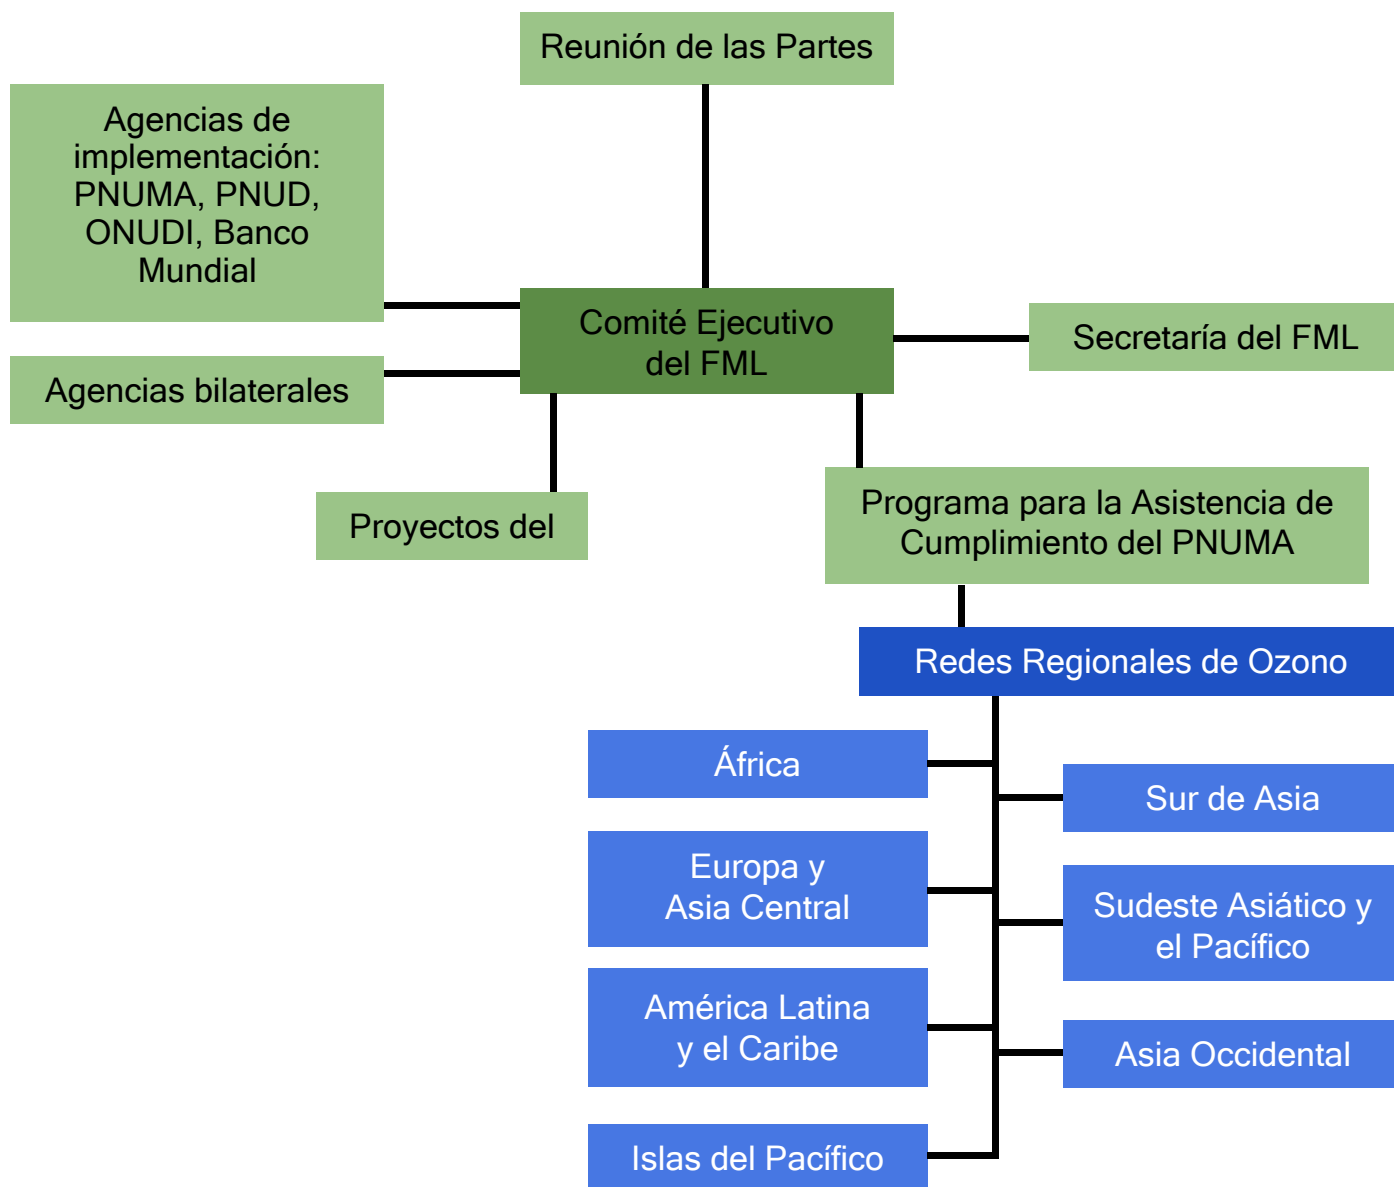 Reunión de las Partes
Agencias de
implementación:
PNUMA, PNUD,
ONUDI, Banco
Mundial
Comité Ejecutivo
del FML
Secretaría del FML
Agencias bilaterales
Proyectos del
Programa para la Asistencia de
Cumplimiento del PNUMA
Redes Regionales de Ozono
África
Sur de Asia
Europa y
Asia Central
Sudeste Asiático y
el Pacífico
América Latina
y el Caribe
Asia Occidental
Islas del Pacífico